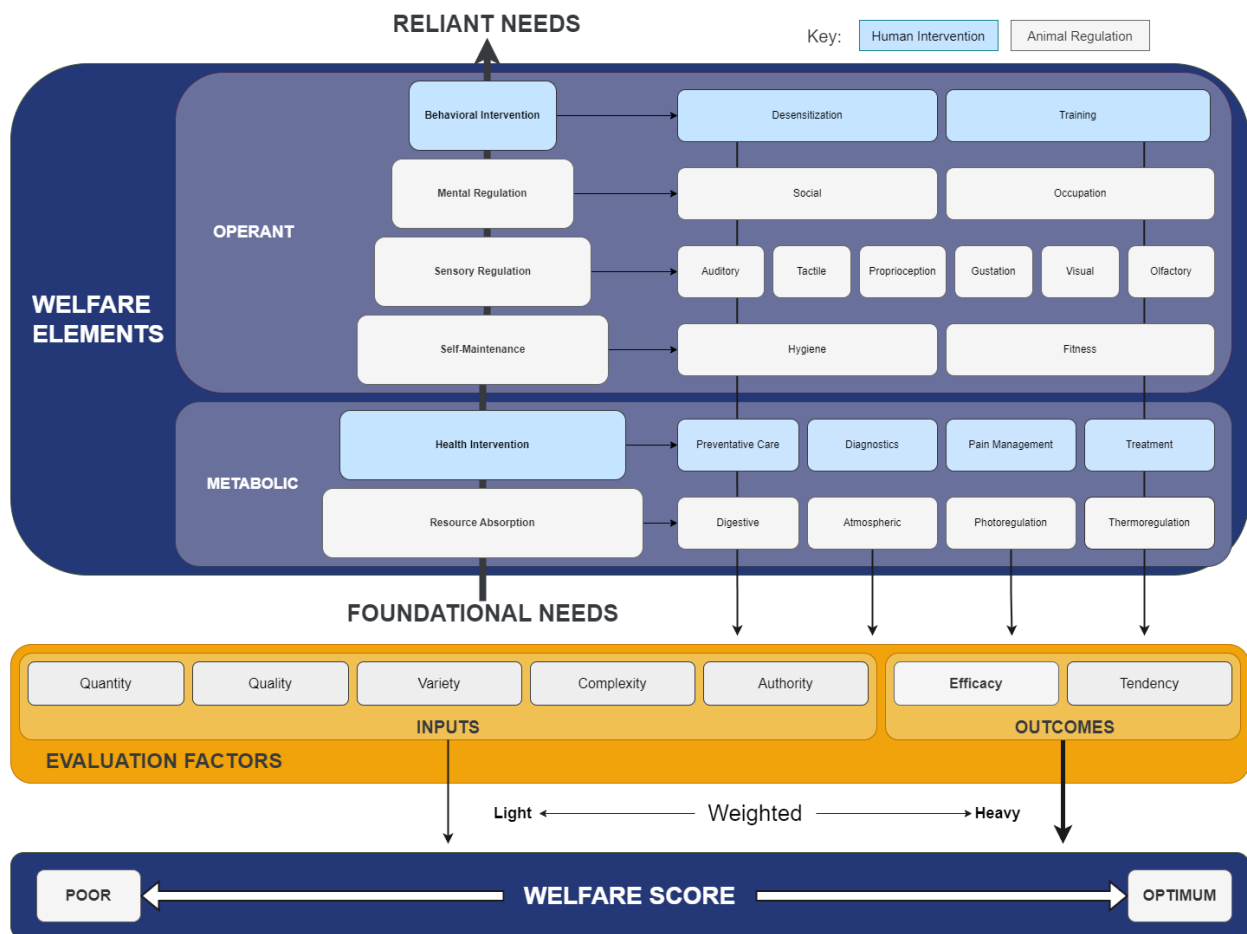 RELIANT NEEDS
Key: Human Intervention Animal Regulation
Behavioral Intervention Desensitization Training
Mental Regulation Social Occupation
OPERANT
Sensory Regulation Auditory Tactile Proprioception Gustation Visual Olfactory
WELFARE
ELEMENTS
Self-Maintenance Hygiene Fitness
Health Intervention Preventative Care Diagnostics Pain Management Treatment
METABOLIC
Resource Absorption Digestive Atmospheric Photoregulation Thermoregulation
FOUNDATIONAL NEEDS
Quantity Quality Variety Complexity Authority Efficacy Tendency
INPUTS OUTCOMES
EVALUATION FACTORS
Light Weighted Heavy
POOR WELFARE SCORE OPTIMUM